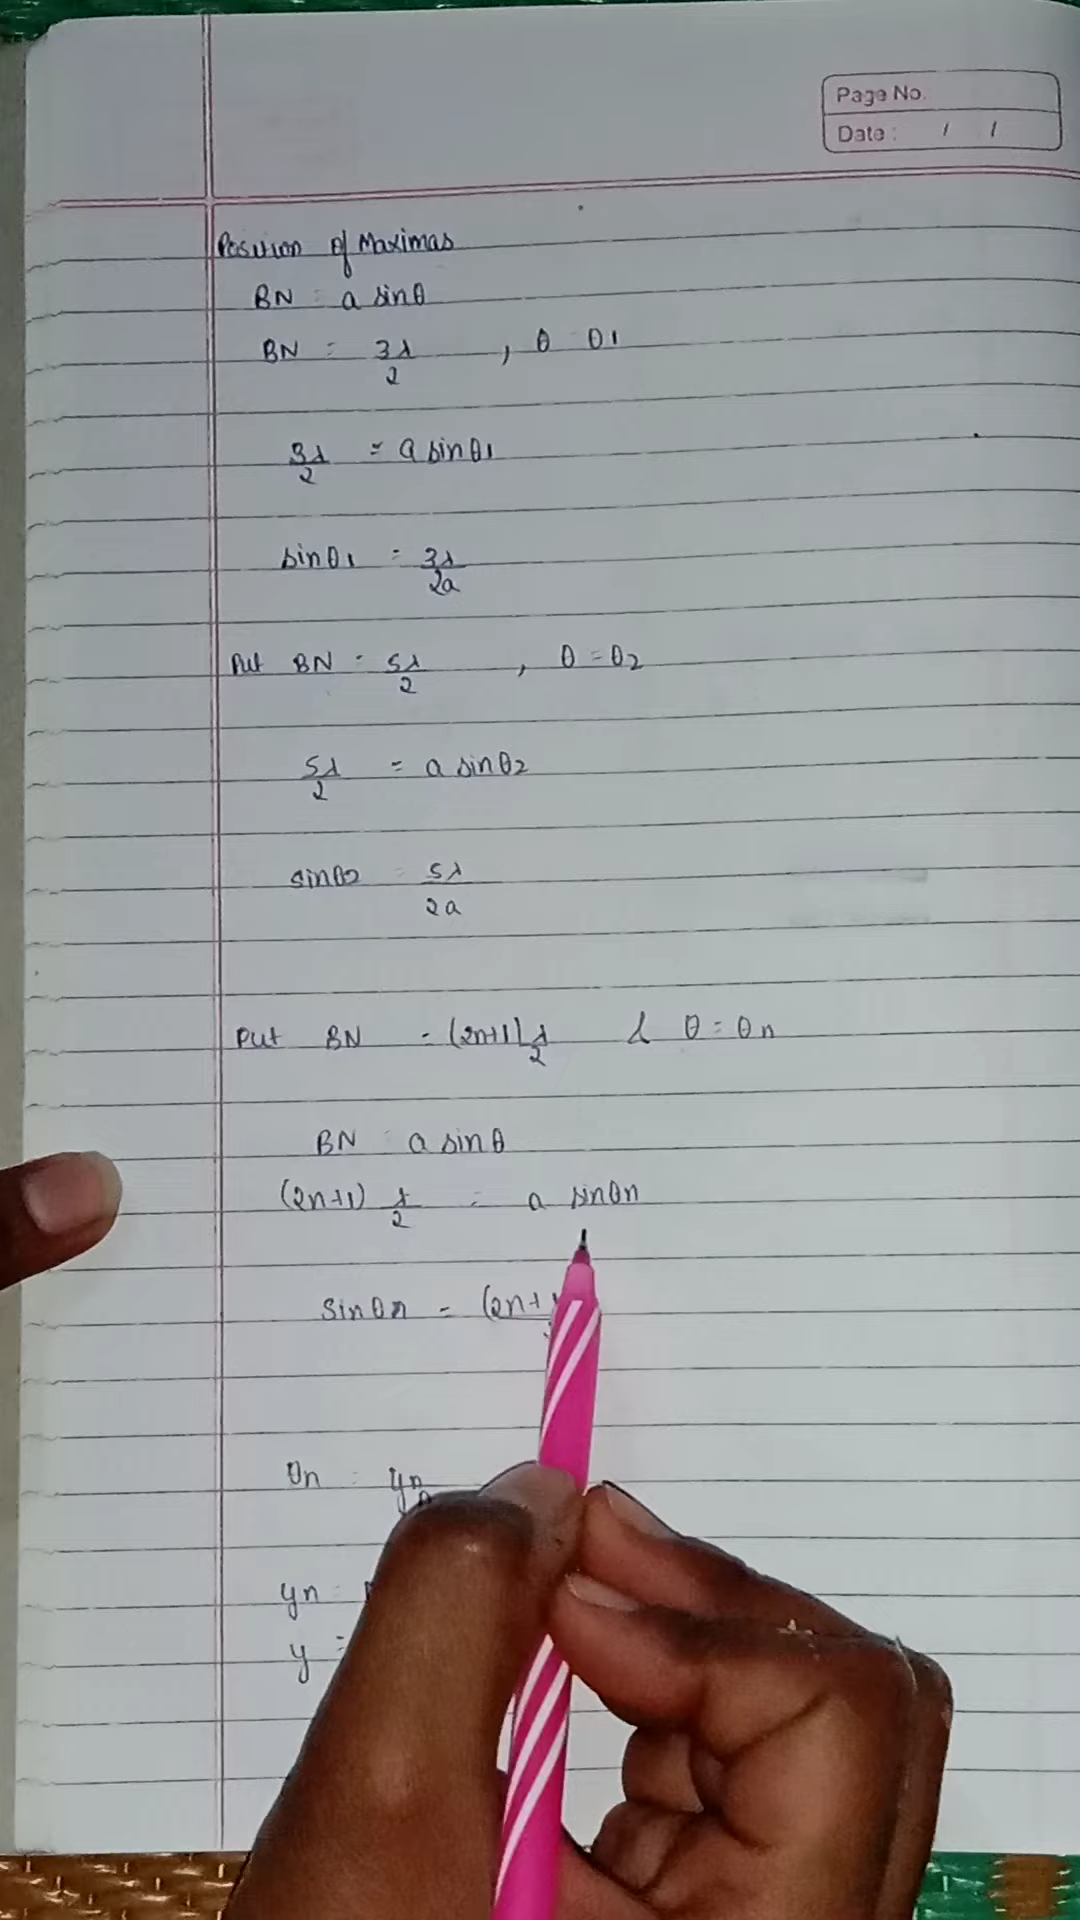 Page No.
Date : / /
Position of Maximas
BN = a sinθ
BN = 3λ/2 , θ = θ1
3λ/2 = a sinθ1
sinθ1 = 3λ/2a
Put BN = 5λ/2 , θ = θ2
5λ/2 = a sinθ2
sinθ2 = 5λ/2a
Put BN = (2n+1)λ/2 & θ = θn
BN = a sinθ
(2n+1) λ/2 = a sinθn
sinθn = (2n+1
θn = yn
yn =
y =